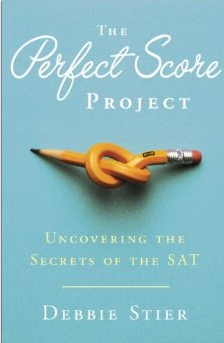 THE
Perfect Score
PROJECT
UNCOVERING THE
SECRETS OF THE SAT
DEBBIE STIER